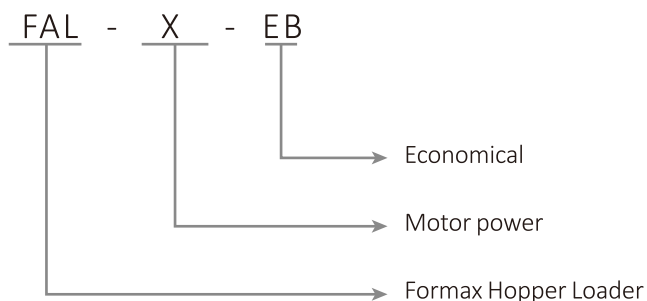 FAL - X - EB
Economical
Motor power
Formax Hopper Loader